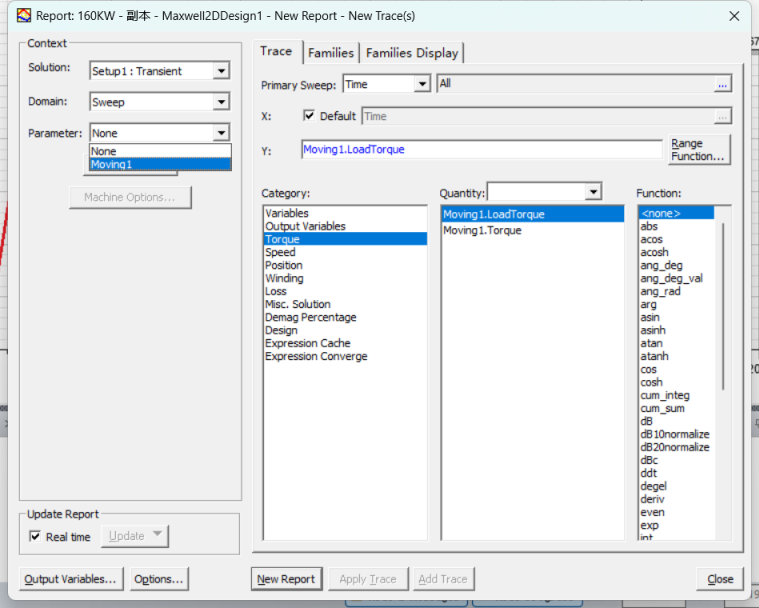 Report: 160KW - 副本 - Maxwell2DDesign1 - New Report - New Trace(s)
Context
Solution: Setup1 : Transient
Domain: Sweep
Parameter: None
None
Moving1
Machine Options...
Update Report
Real time Update
Output Variables... Options...
Trace Families Families Display
Primary Sweep: Time All ...
X: Default Time ...
Y: Moving1.LoadTorque Range Function...
Category:
Variables
Output Variables
Torque
Speed
Position
Winding
Loss
Misc. Solution
Demag Percentage
Design
Expression Cache
Expression Converge
Quantity:
Moving1.LoadTorque
Moving1.Torque
Function:
<none>
abs
acos
acosh
ang_deg
ang_deg_val
ang_rad
arg
asin
asinh
atan
atanh
cos
cosh
cum_integ
cum_sum
dB
dB10normalize
dB20normalize
dBc
ddt
degel
deriv
even
exp
int
New Report Apply Trace Add Trace Close